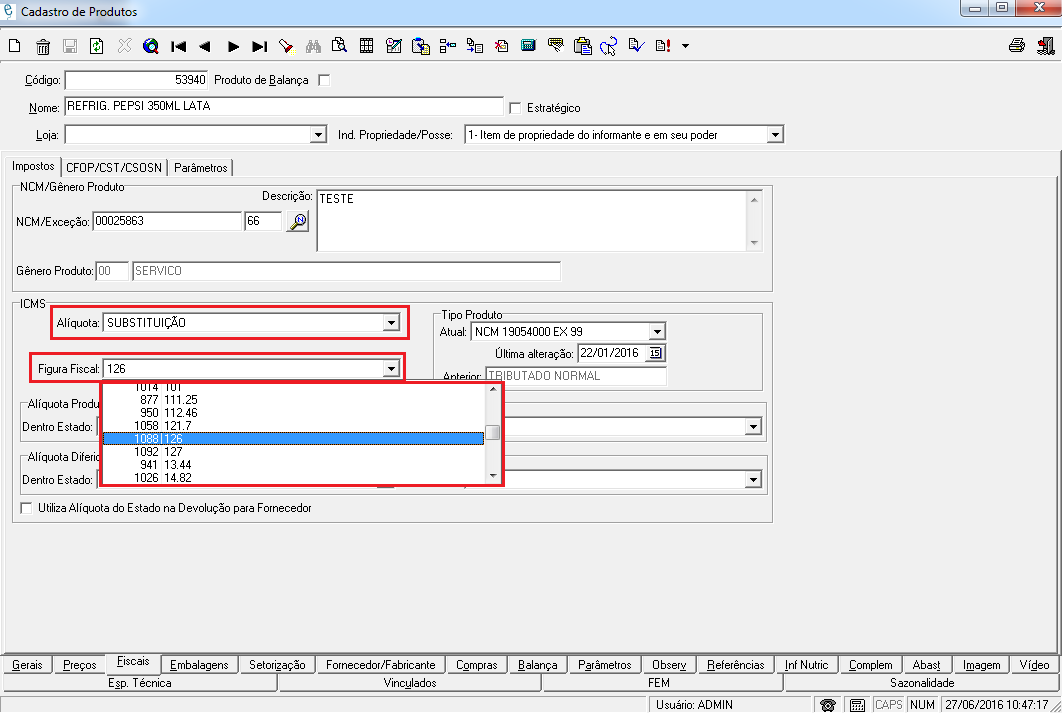 Cadastro de Produtos
Código: 53940 Produto de Balança
Nome: REFRIG. PEPSI 350ML LATA Estratégico
Loja: Ind. Propriedade/Posse: 1- Item de propriedade do informante e em seu poder
Impostos CFOP/CST/CSOSN Parâmetros
NCM/Gênero Produto
Descrição: TESTE
NCM/Exceção: 00025863 66
Gênero Produto: 00 SERVICO
ICMS
Alíquota: SUBSTITUIÇÃO
Tipo Produto
Atual: NCM 19054000 EX 99
Última alteração: 22/01/2016 15
Figura Fiscal: 126
Anterior: TRIBUTADO NORMAL
1014 101
877 111.25
950 112.46
1058 121.7
1088 126
1092 127
941 13.44
1026 14.82
Alíquota Produ
Dentro Estado:
Alíquota Diferio
Dentro Estado:
Utiliza Alíquota do Estado na Devolução para Fornecedor
Gerais Preços Fiscais Embalagens Setorização Fornecedor/Fabricante Compras Balança Parâmetros Observ Referências Inf Nutric Complem Abast Imagem Vídeo
Esp. Técnica Vinculados FEM Sazonalidade
Usuário: ADMIN CAPS NUM 27/06/2016 10:47:17